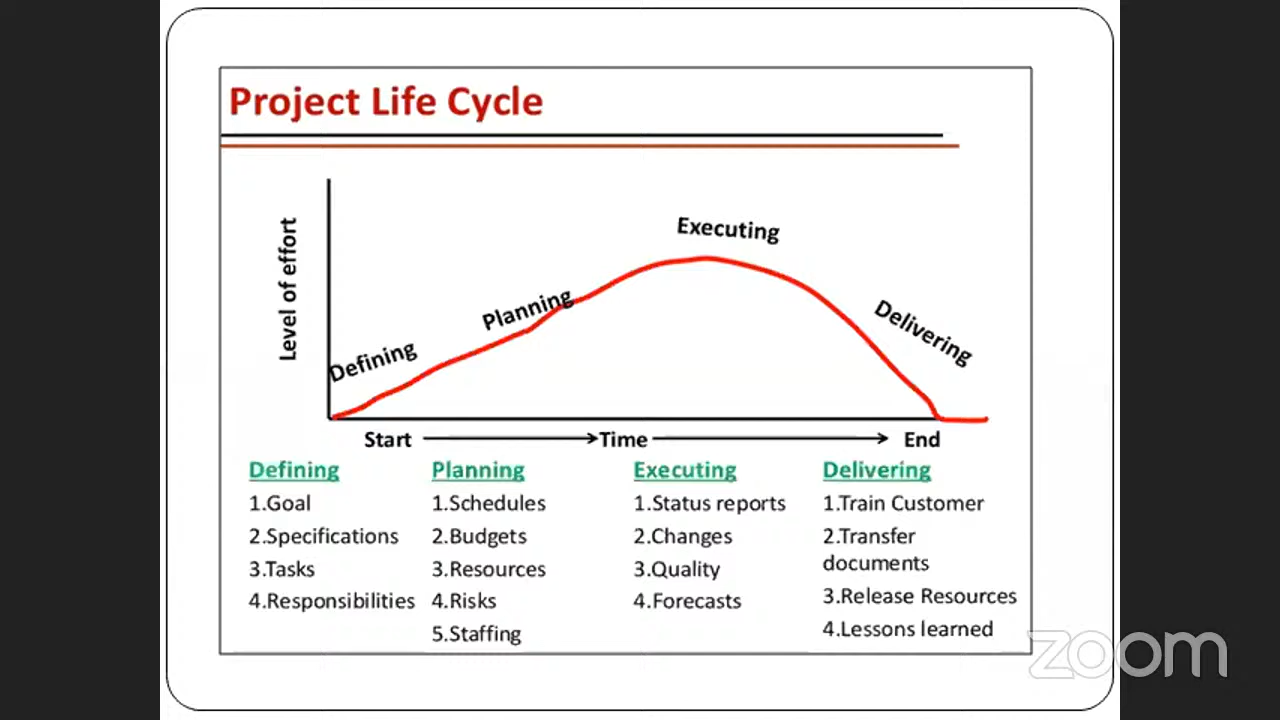 Project Life Cycle
Level of effort
Defining
Planning
Executing
Delivering
Start Time End
Defining
1.Goal
2.Specifications
3.Tasks
4.Responsibilities
Planning
1.Schedules
2.Budgets
3.Resources
4.Risks
5.Staffing
Executing
1.Status reports
2.Changes
3.Quality
4.Forecasts
Delivering
1.Train Customer
2.Transfer
documents
3.Release Resources
4.Lessons learned
zoom